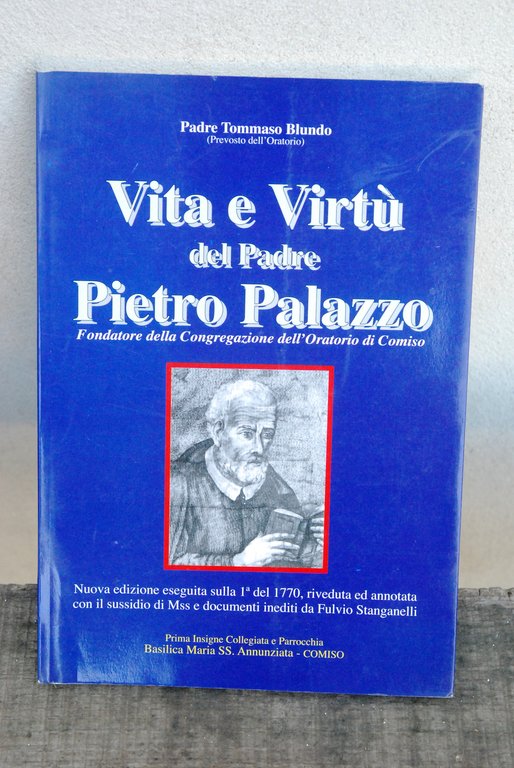 Padre Tommaso Blundo
(Prevosto dell'Oratorio)
Vita e Virtù
del Padre
Pietro Palazzo
Fondatore della Congregazione dell'Oratorio di Comiso
Nuova edizione eseguita sulla 1ª del 1770, riveduta ed annotata
con il sussidio di Mss e documenti inediti da Fulvio Stanganelli
Prima Insigne Collegiata e Parrocchia
Basilica Maria SS. Annunziata - COMISO